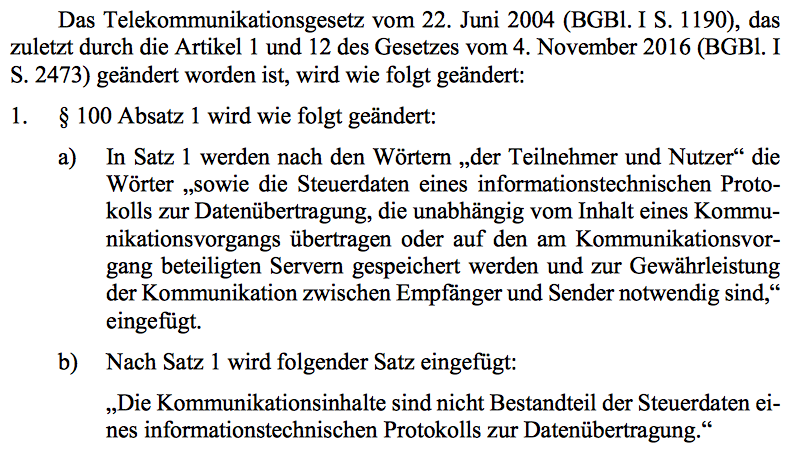 Das Telekommunikationsgesetz vom 22. Juni 2004 (BGBl. I S. 1190), das
zuletzt durch die Artikel 1 und 12 des Gesetzes vom 4. November 2016 (BGBl. I
S. 2473) geändert worden ist, wird wie folgt geändert:
1. § 100 Absatz 1 wird wie folgt geändert:
a) In Satz 1 werden nach den Wörtern „der Teilnehmer und Nutzer“ die
Wörter „sowie die Steuerdaten eines informationstechnischen Proto-
kolls zur Datenübertragung, die unabhängig vom Inhalt eines Kommu-
nikationsvorgangs übertragen oder auf den am Kommunikationsvor-
gang beteiligten Servern gespeichert werden und zur Gewährleistung
der Kommunikation zwischen Empfänger und Sender notwendig sind,“
eingefügt.
b) Nach Satz 1 wird folgender Satz eingefügt:
„Die Kommunikationsinhalte sind nicht Bestandteil der Steuerdaten ei-
nes informationstechnischen Protokolls zur Datenübertragung.“